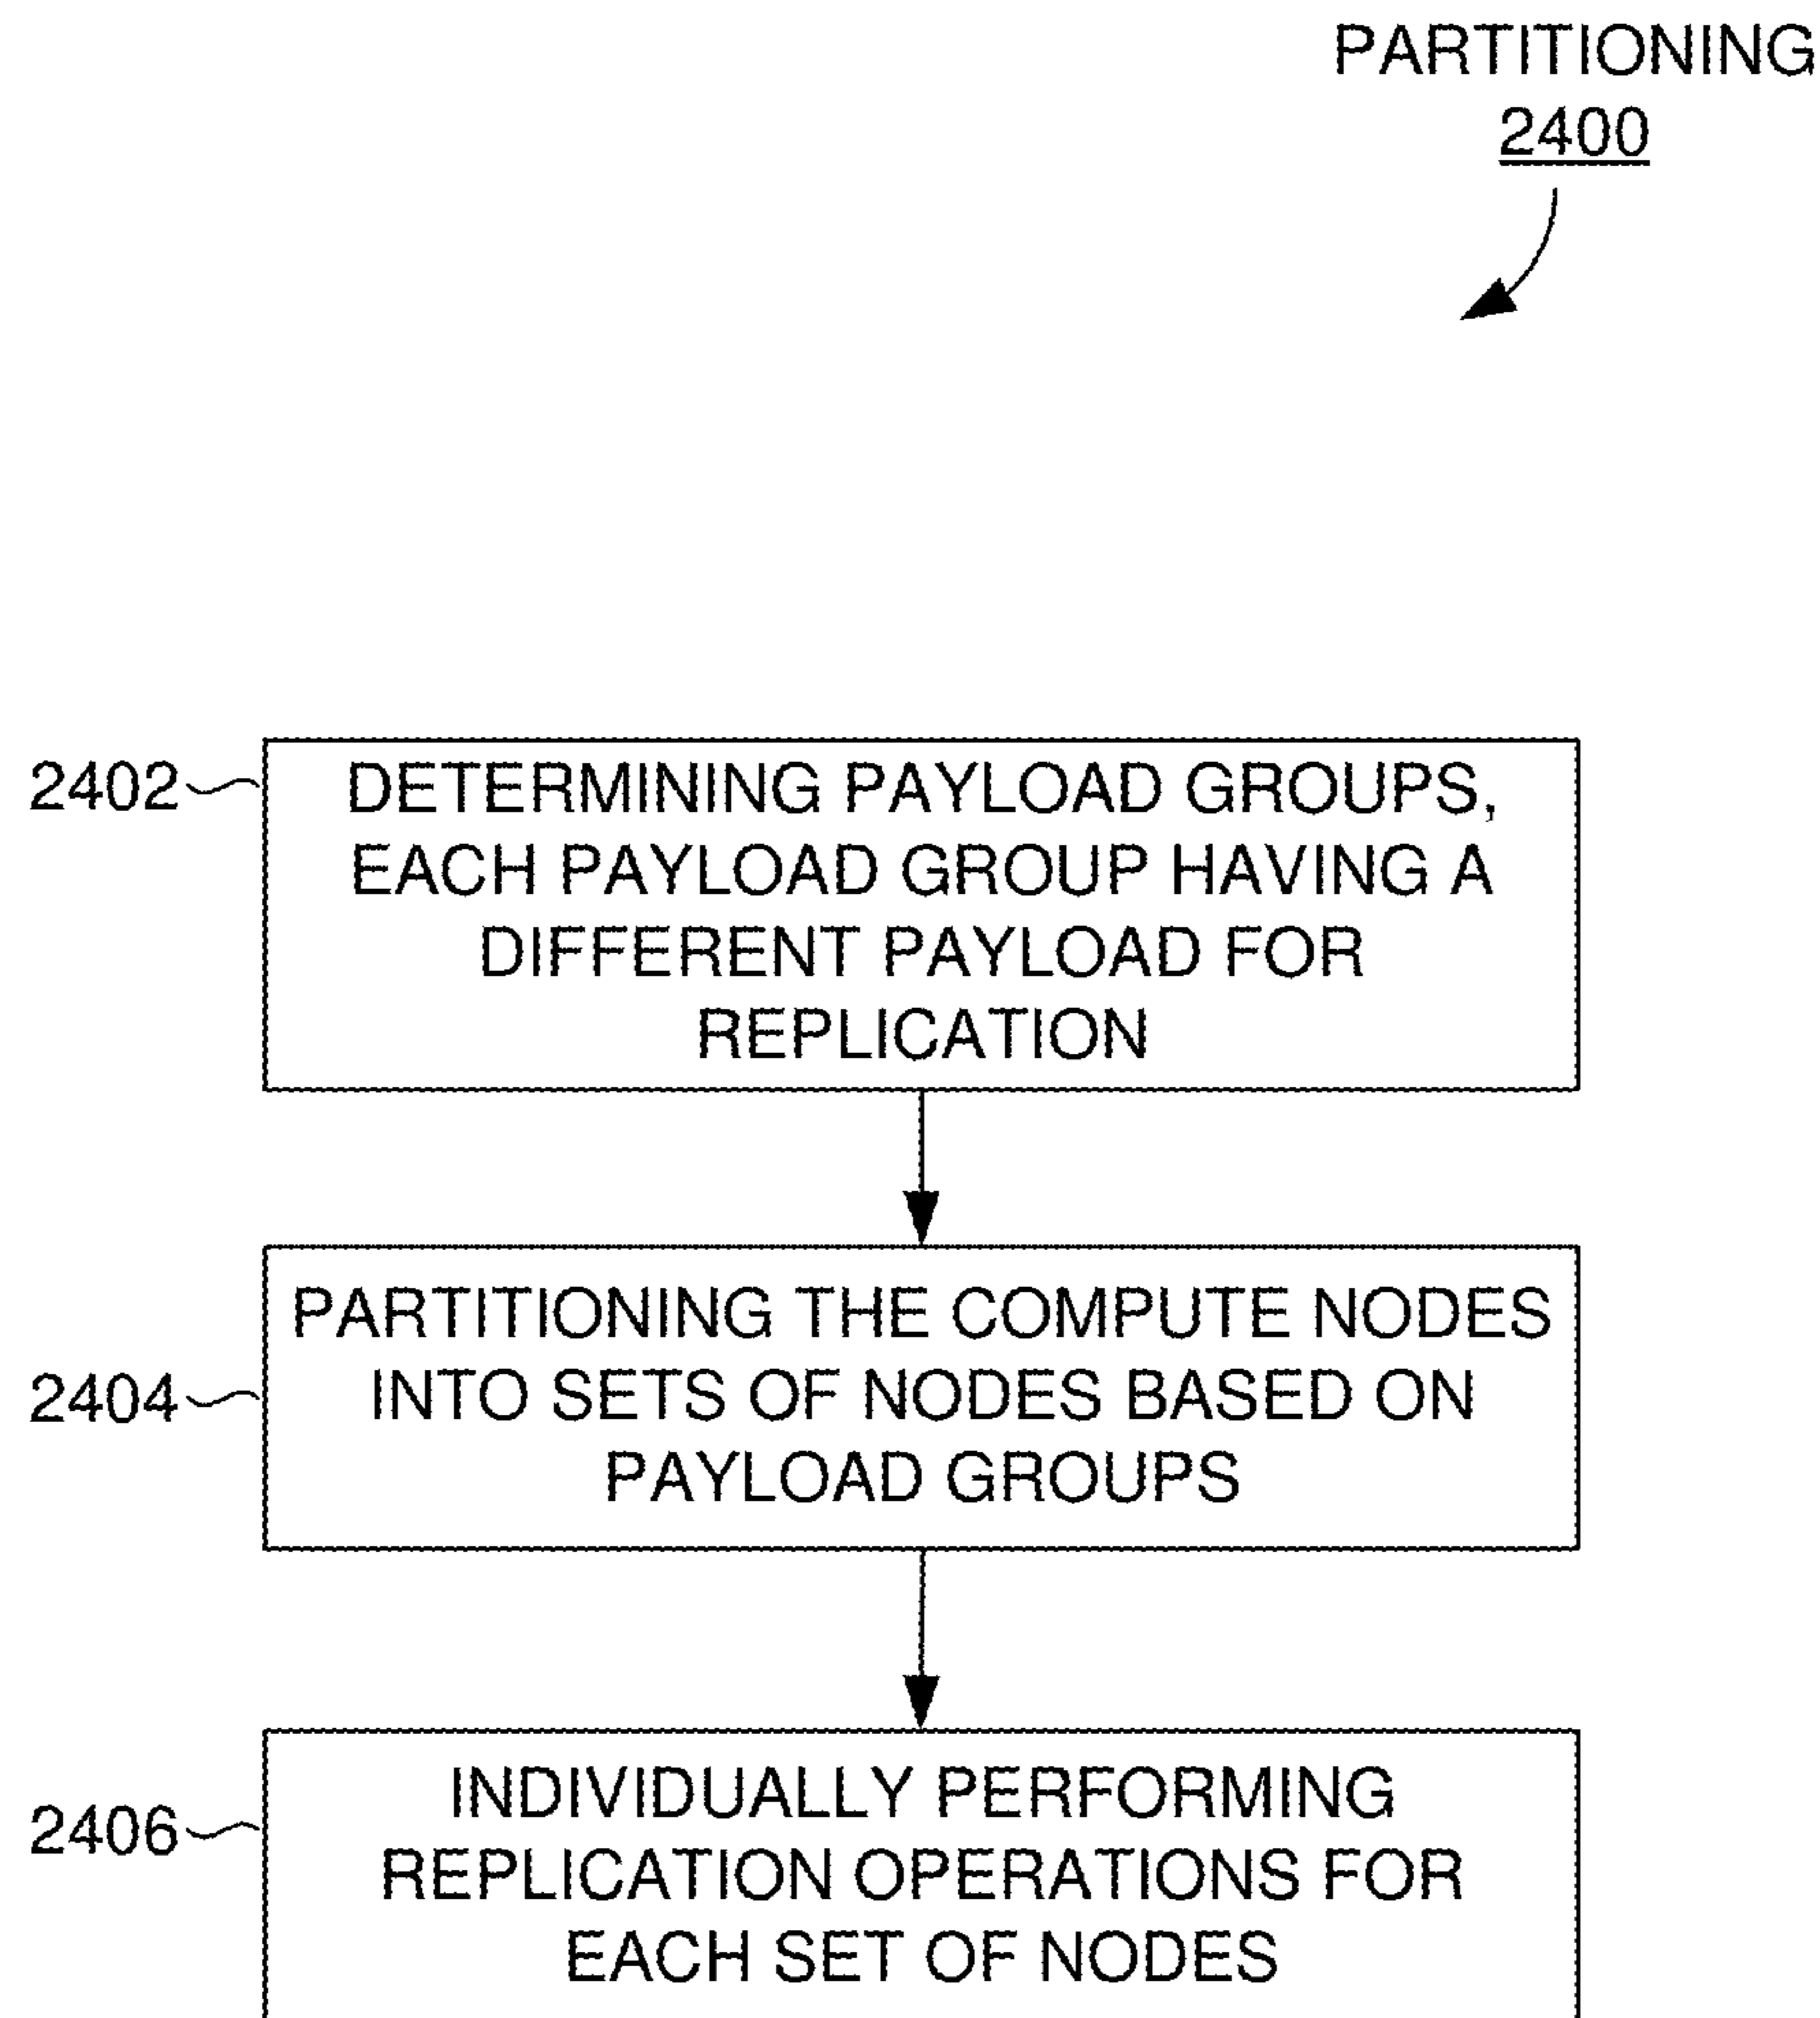 PARTITIONING
2400
2402
DETERMINING PAYLOAD GROUPS,
EACH PAYLOAD GROUP HAVING A
DIFFERENT PAYLOAD FOR
REPLICATION
2404
PARTITIONING THE COMPUTE NODES
INTO SETS OF NODES BASED ON
PAYLOAD GROUPS
2406
INDIVIDUALLY PERFORMING
REPLICATION OPERATIONS FOR
EACH SET OF NODES